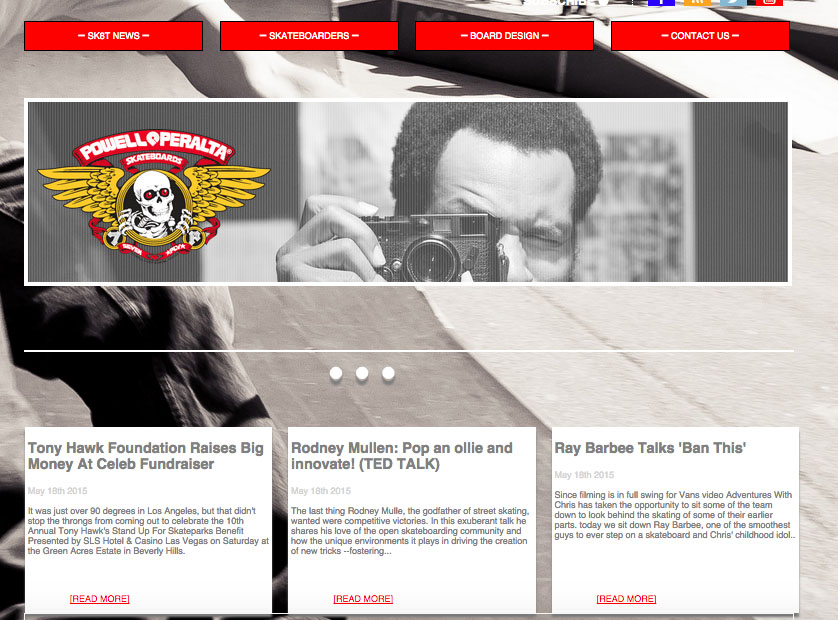 SUBSCRIBE
– SK8T NEWS –
– SKATEBOARDERS –
– BOARD DESIGN –
– CONTACT US –
POWELL PERALTA®
SKATEBOARDS
Tony Hawk Foundation Raises Big
Money At Celeb Fundraiser
May 18th 2015
It was just over 90 degrees in Los Angeles, but that didn't
stop the throngs from coming out to celebrate the 10th
Annual Tony Hawk's Stand Up For Skateparks Benefit
Presented by SLS Hotel & Casino Las Vegas on Saturday at
the Green Acres Estate in Beverly Hills.
[READ MORE]
Rodney Mullen: Pop an ollie and
innovate! (TED TALK)
May 18th 2015
The last thing Rodney Mulle, the godfather of street skating,
wanted were competitive victories. In this exuberant talk he
shares his love of the open skateboarding community and
how the unique environments it plays in driving the creation
of new tricks --fostering...
[READ MORE]
Ray Barbee Talks 'Ban This'
May 18th 2015
Since filming is in full swing for Vans video Adventures With
Chris has taken the opportunity to sit some of the team
down to look behind the skating of some of their earlier
parts. today we sit down Ray Barbee, one of the smoothest
guys to ever step on a skateboard and Chris' childhood idol..
[READ MORE]